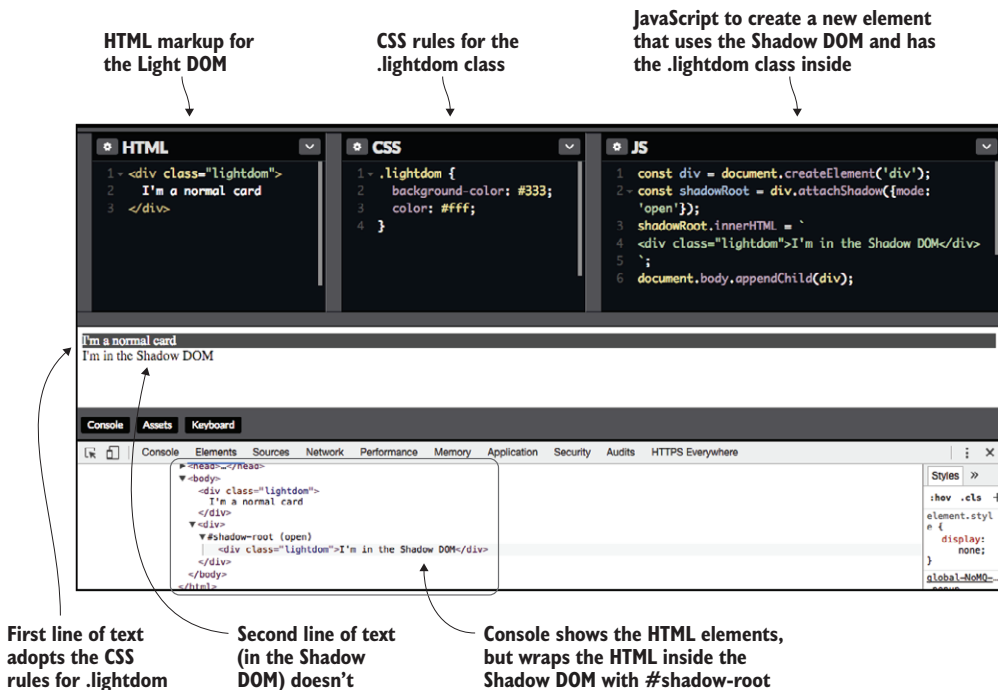 HTML markup for
the Light DOM
CSS rules for the
.lightdom class
JavaScript to create a new element
that uses the Shadow DOM and has
the .lightdom class inside
HTML
1 <div class="lightdom">
2 I'm a normal card
3 </div>
CSS
1 .lightdom {
2 background-color: #333;
3 color: #fff;
4 }
JS
1 const div = document.createElement('div');
2 const shadowRoot = div.attachShadow({mode:
'open'});
3 shadowRoot.innerHTML = `
4 <div class="lightdom">I'm in the Shadow DOM</div>
5 `;
6 document.body.appendChild(div);
I'm a normal card
I'm in the Shadow DOM
Console Assets Keyboard
Console Elements Sources Network Performance Memory Application Security Audits HTTPS Everywhere
▶<head>…</head>
▼<body>
<div class="lightdom">
I'm a normal card
</div>
▼<div>
▼#shadow-root (open)
<div class="lightdom">I'm in the Shadow DOM</div>
</div>
</body>
</html>
Styles »
:hov .cls +
element.styl
e {
display:
none;
}
global-NoMO-…
First line of text
adopts the CSS
rules for .lightdom
Second line of text
(in the Shadow
DOM) doesn't
Console shows the HTML elements,
but wraps the HTML inside the
Shadow DOM with #shadow-root